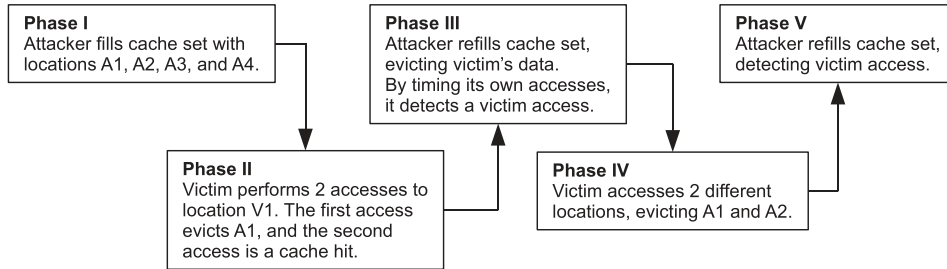 Phase I
Attacker fills cache set with
locations A1, A2, A3, and A4.
Phase II
Victim performs 2 accesses to
location V1. The first access
evicts A1, and the second
access is a cache hit.
Phase III
Attacker refills cache set,
evicting victim's data.
By timing its own accesses,
it detects a victim access.
Phase IV
Victim accesses 2 different
locations, evicting A1 and A2.
Phase V
Attacker refills cache set,
detecting victim access.